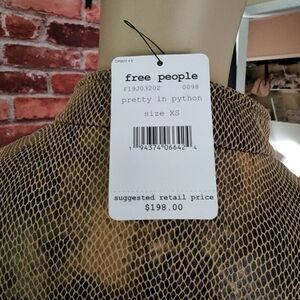 free people
F19J03202 0098
pretty in python
size XS
1 94374 06642 4
suggested retail price
$198.00